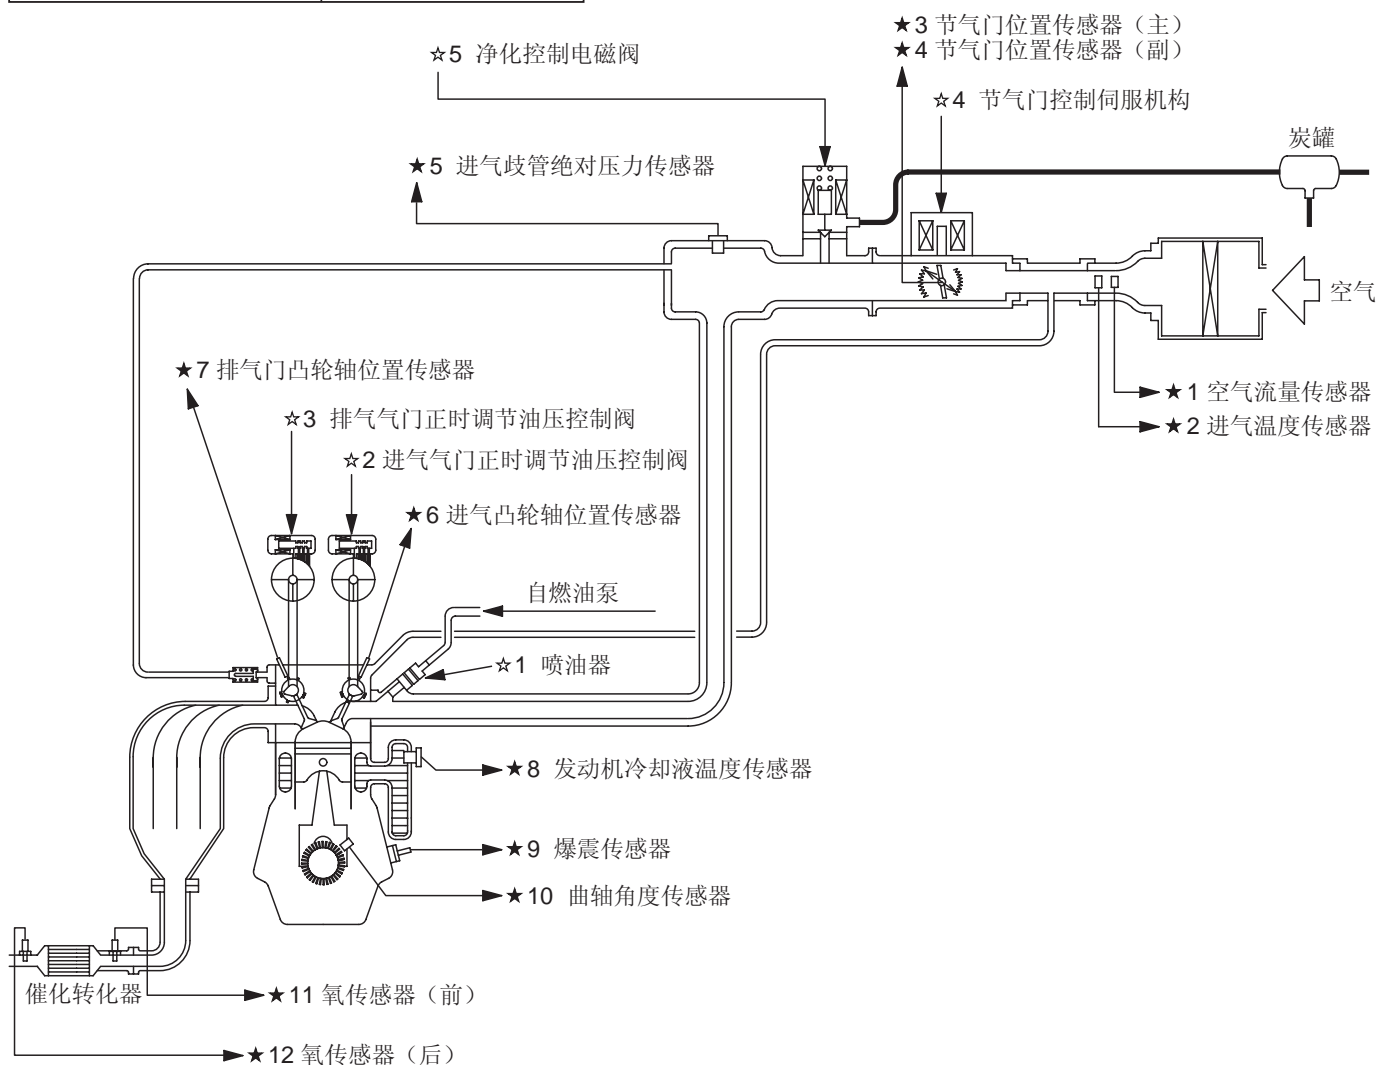 ★3 节气门位置传感器（主）
★4 节气门位置传感器（副）
☆5 净化控制电磁阀
☆4 节气门控制伺服机构
炭罐
★5 进气歧管绝对压力传感器
空气
★7 排气门凸轮轴位置传感器
★1 空气流量传感器
☆3 排气气门正时调节油压控制阀
★2 进气温度传感器
☆2 进气气门正时调节油压控制阀
★6 进气凸轮轴位置传感器
自燃油泵
☆1 喷油器
★8 发动机冷却液温度传感器
★9 爆震传感器
★10 曲轴角度传感器
催化转化器
★11 氧传感器（前）
★12 氧传感器（后）